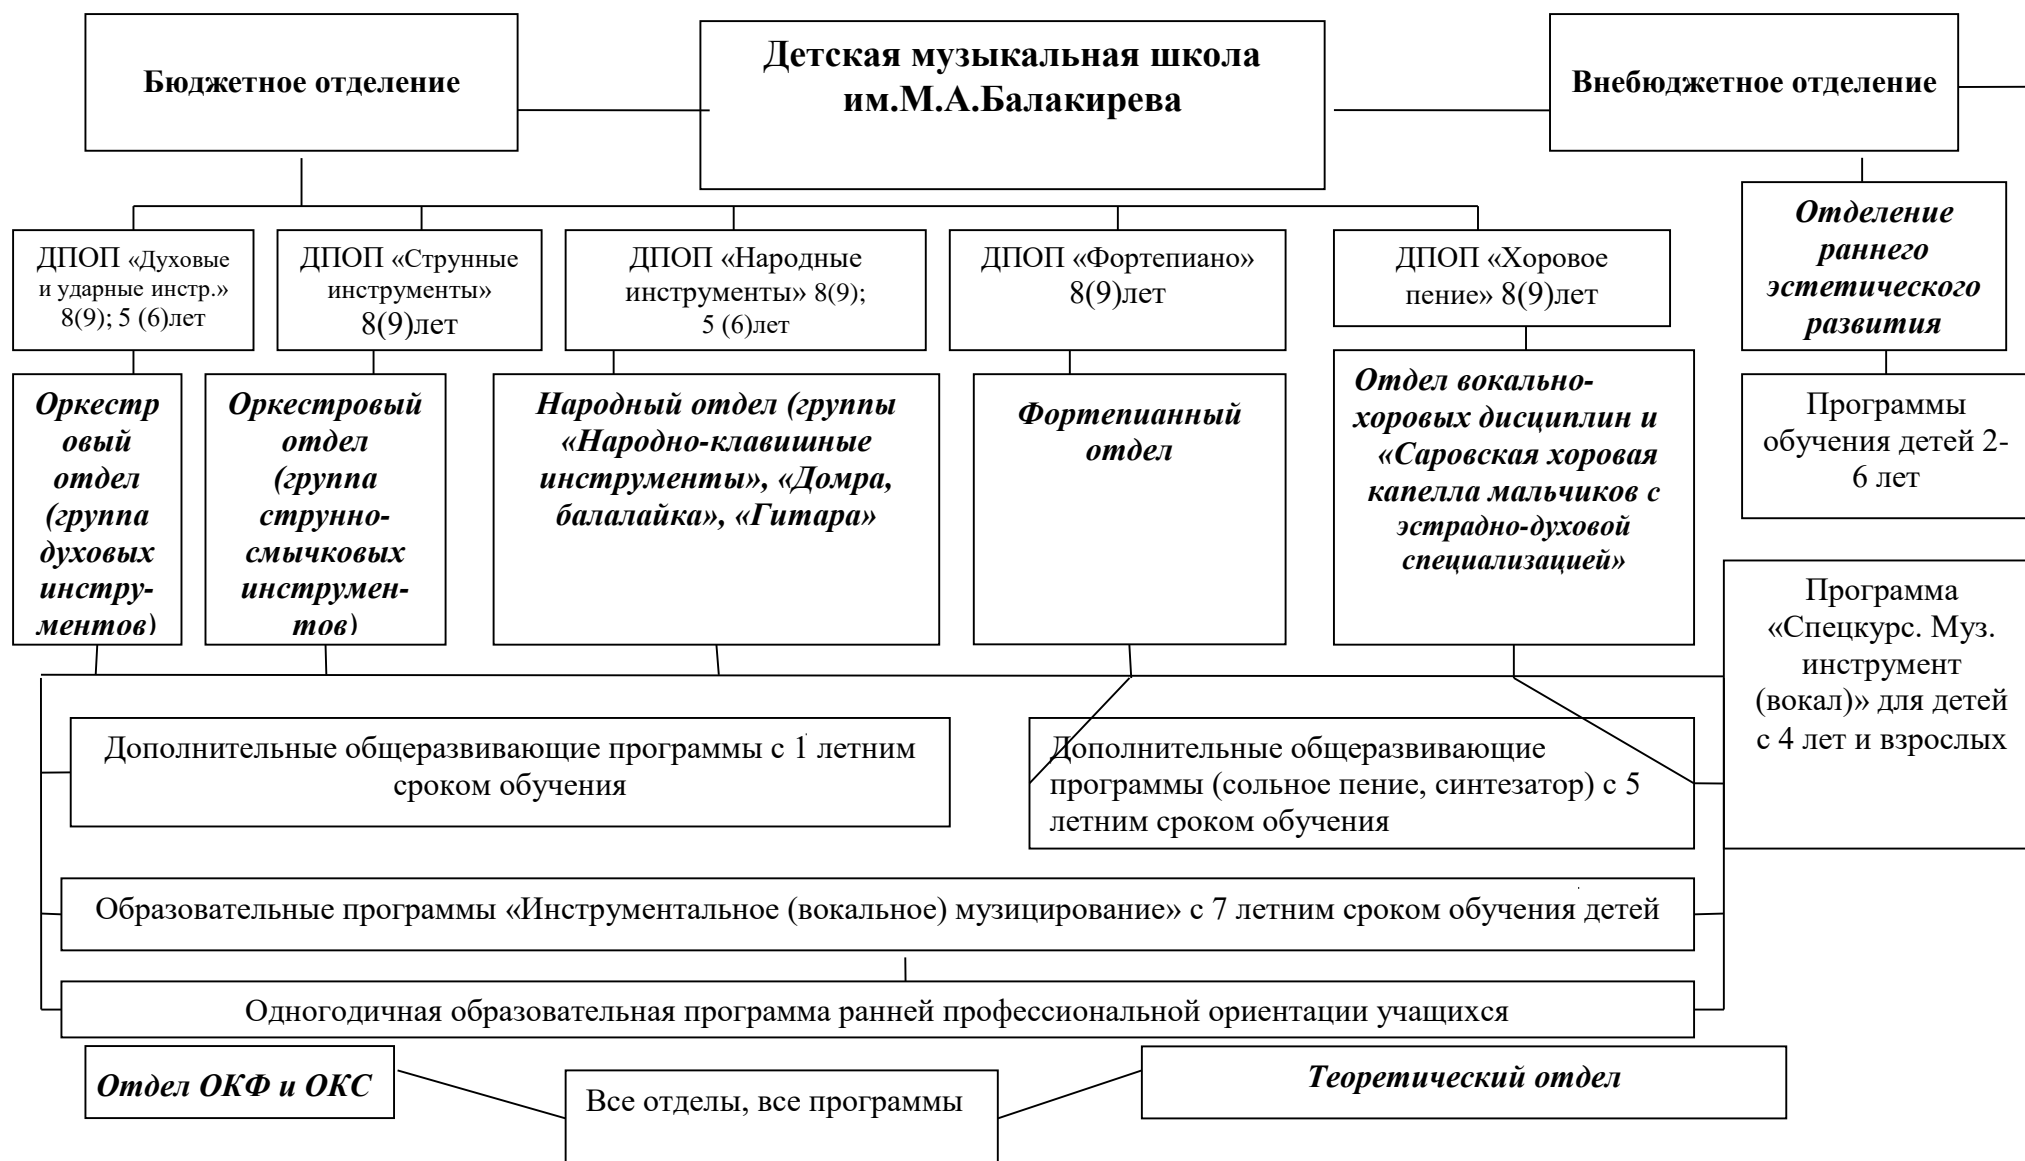 Бюджетное отделение
Детская музыкальная школа
им.М.А.Балакирева
Внебюджетное отделение
ДПОП «Духовые
и ударные инстр.»
8(9); 5 (6)лет
ДПОП «Струнные
инструменты»
8(9)лет
ДПОП «Народные
инструменты» 8(9);
5 (6)лет
ДПОП «Фортепиано»
8(9)лет
ДПОП «Хоровое
пение» 8(9)лет
Отделение
раннего
эстетического
развития
Оркестр
овый
отдел
(группа
духовых
инстру-
ментов)
Оркестровый
отдел
(группа
струнно-
смычковых
инструмен-
тов)
Народный отдел (группы
«Народно-клавишные
инструменты», «Домра,
балалайка», «Гитара»
Фортепианный
отдел
Отдел вокально-
хоровых дисциплин и
«Саровская хоровая
капелла мальчиков с
эстрадно-духовой
специализацией»
Программы
обучения детей 2-
6 лет
Программа
«Спецкурс. Муз.
инструмент
(вокал)» для детей
с 4 лет и взрослых
Дополнительные общеразвивающие программы с 1 летним
сроком обучения
Дополнительные общеразвивающие
программы (сольное пение, синтезатор) с 5
летним сроком обучения
Образовательные программы «Инструментальное (вокальное) музицирование» с 7 летним сроком обучения детей
Одногодичная образовательная программа ранней профессиональной ориентации учащихся
Отдел ОКФ и ОКС
Все отделы, все программы
Теоретический отдел